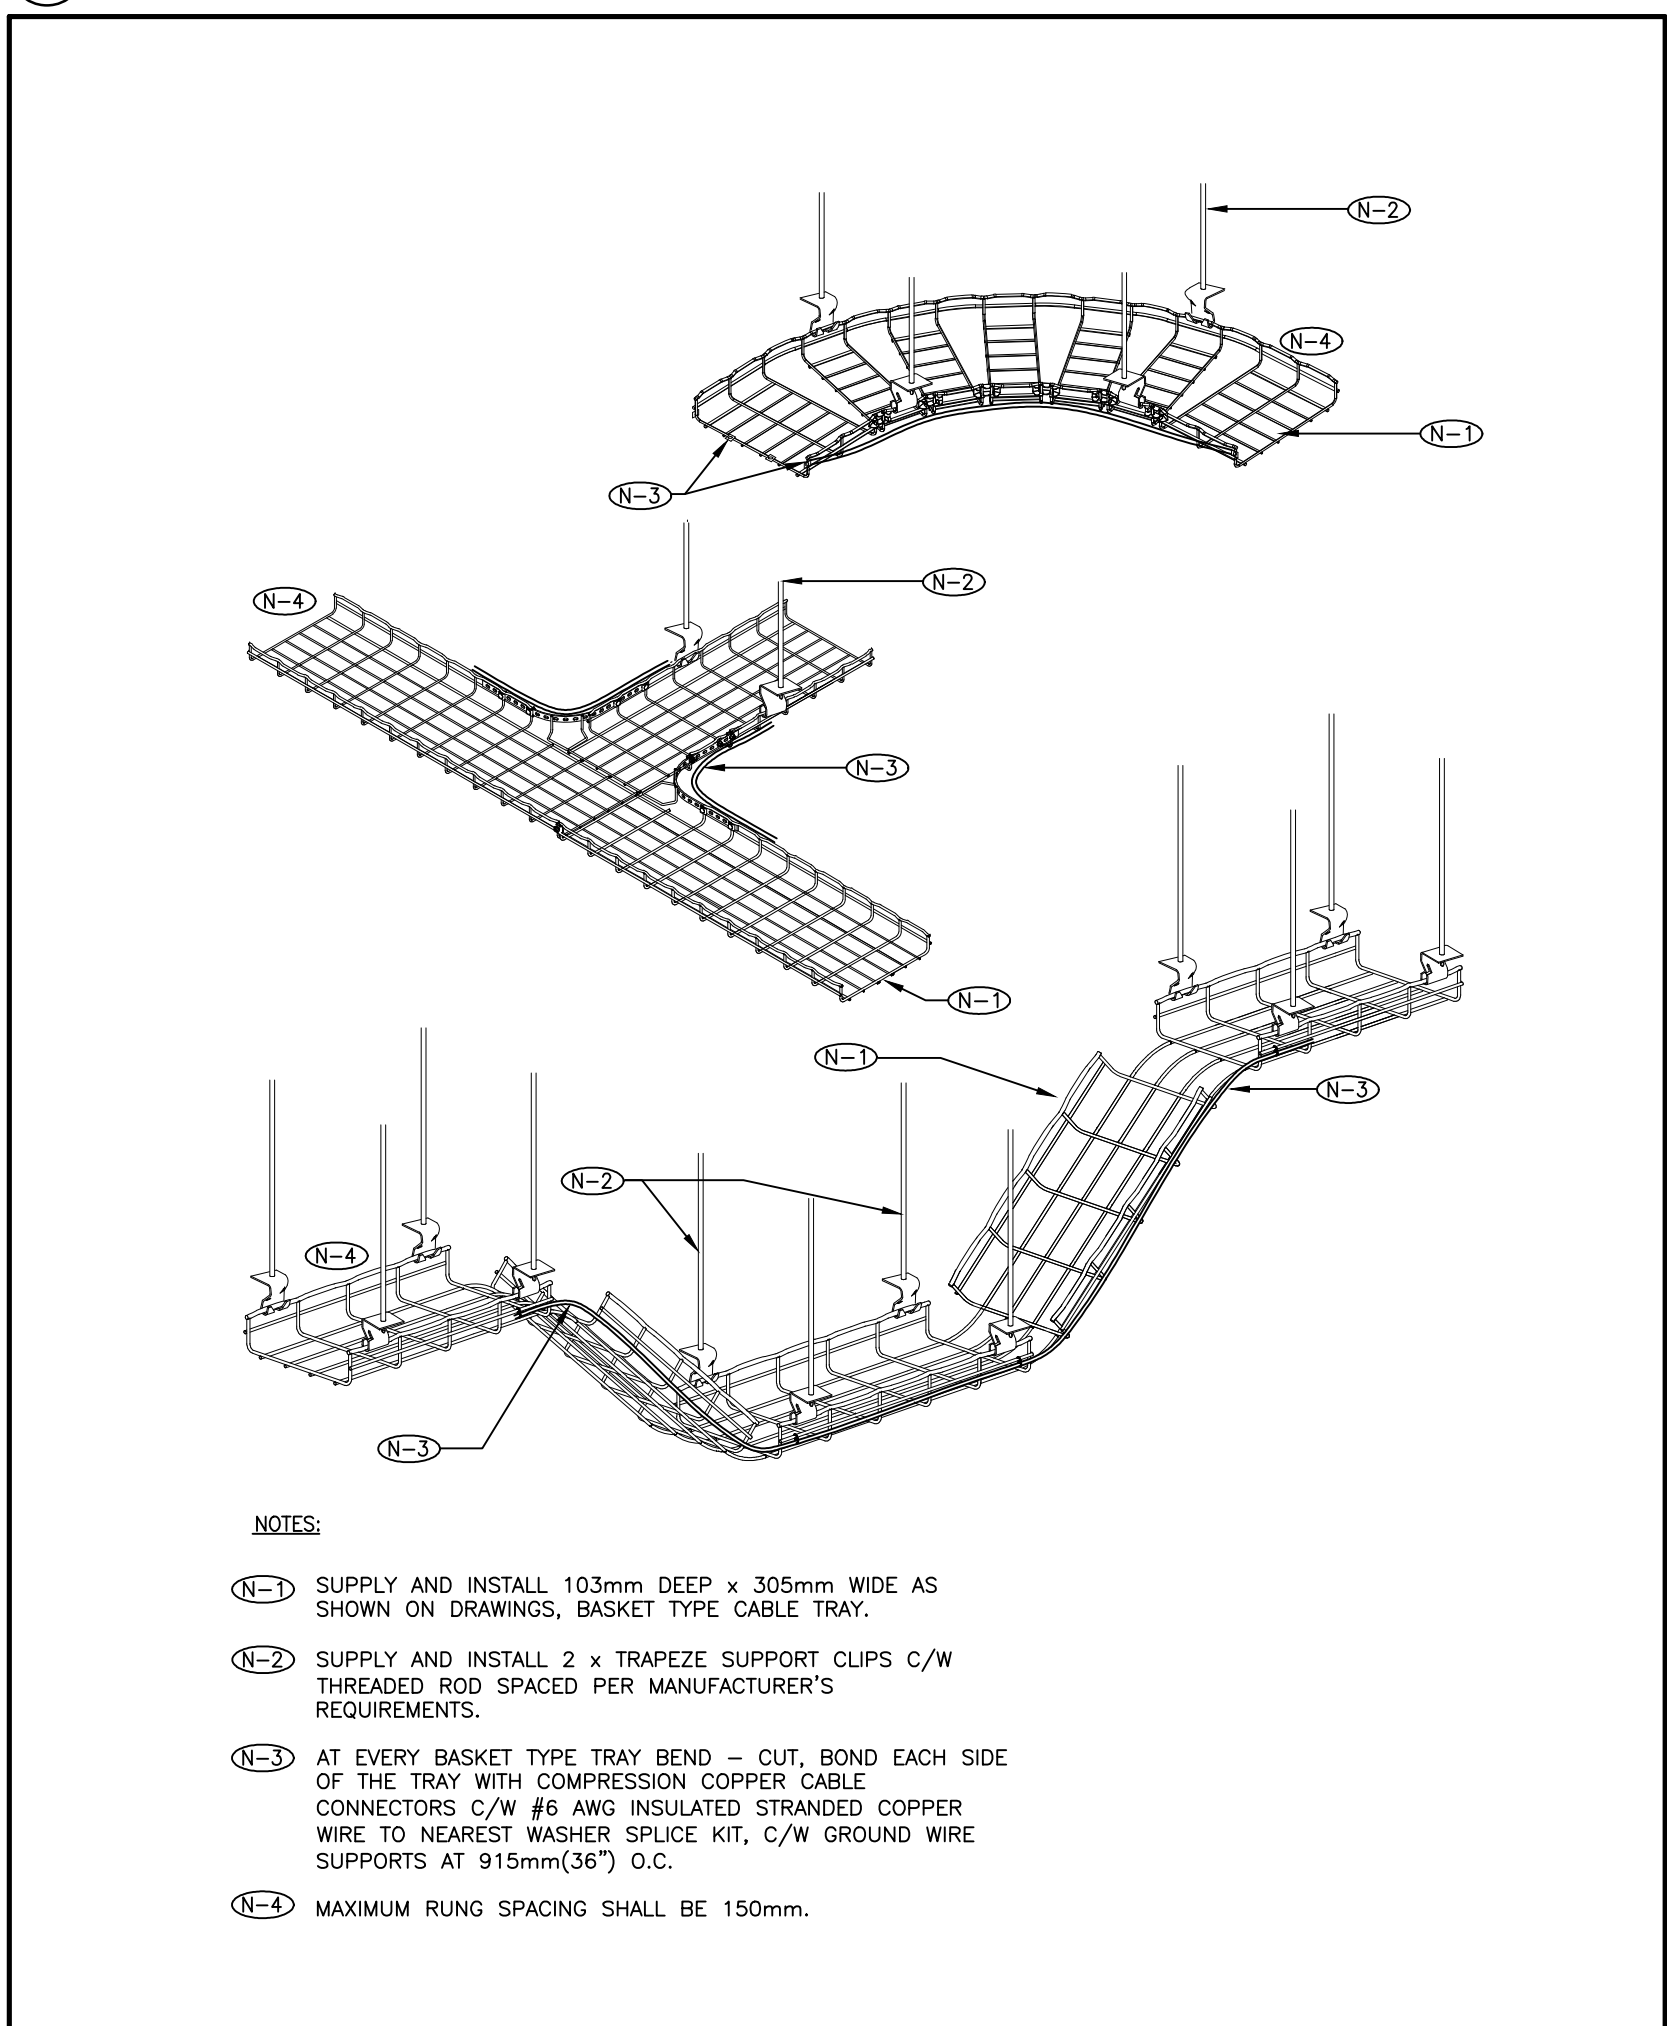 N-2
N-4
N-1
N-3
N-2
N-4
N-3
N-1
N-1
N-3
N-2
N-4
N-3
NOTES:
N-1 SUPPLY AND INSTALL 103mm DEEP x 305mm WIDE AS
SHOWN ON DRAWINGS, BASKET TYPE CABLE TRAY.
N-2 SUPPLY AND INSTALL 2 x TRAPEZE SUPPORT CLIPS C/W
THREADED ROD SPACED PER MANUFACTURER'S
REQUIREMENTS.
N-3 AT EVERY BASKET TYPE TRAY BEND – CUT, BOND EACH SIDE
OF THE TRAY WITH COMPRESSION COPPER CABLE
CONNECTORS C/W #6 AWG INSULATED STRANDED COPPER
WIRE TO NEAREST WASHER SPLICE KIT, C/W GROUND WIRE
SUPPORTS AT 915mm(36") O.C.
N-4 MAXIMUM RUNG SPACING SHALL BE 150mm.